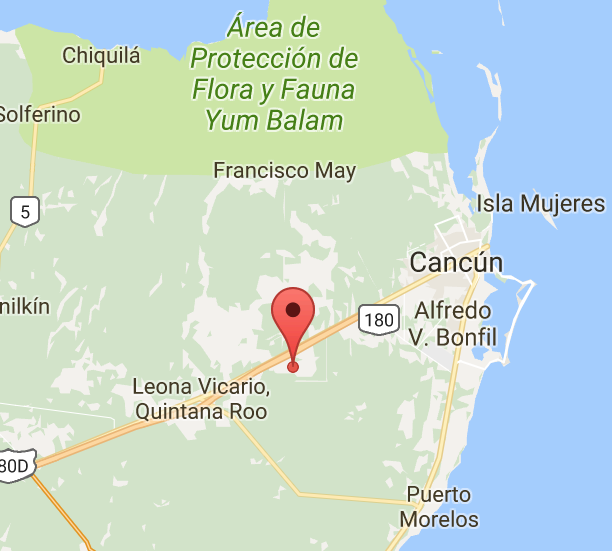 Área de
Protección de
Flora y Fauna
Yum Balam
Chiquilá
Solferino
Francisco May
5
Isla Mujeres
Cancún
nilkín
180
Alfredo
V. Bonfil
Leona Vicario,
Quintana Roo
80D
Puerto
Morelos